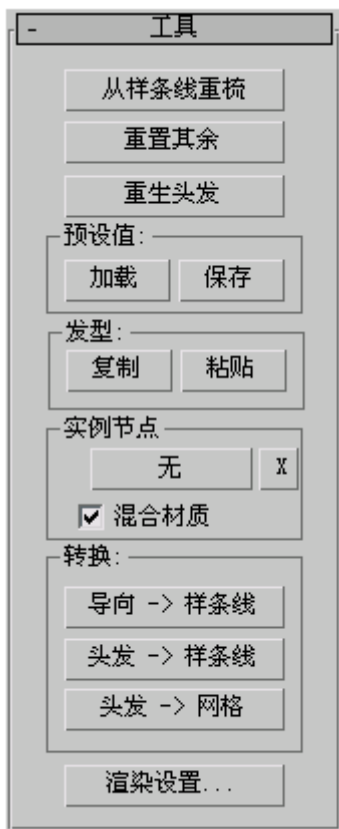 - 工具
从样条线重梳
重置其余
重生头发
预设值:
加载 保存
发型:
复制 粘贴
实例节点
无 X
混合材质
转换:
导向 -> 样条线
头发 -> 样条线
头发 -> 网格
渲染设置...